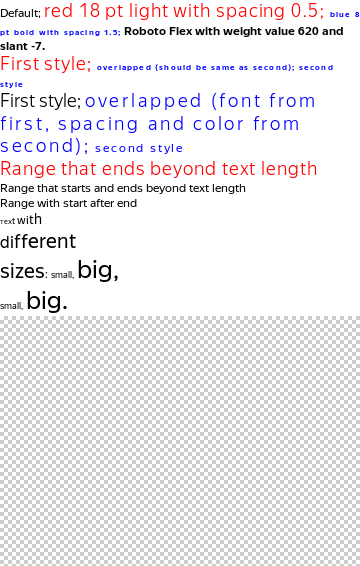 Default; red 18 pt light with spacing 0.5; blue 8
pt bold with spacing 1.5; Roboto Flex with weight value 620 and
slant -7.
First style; overlapped (should be same as second); second
style
First style; overlapped (font from
first, spacing and color from
second); second style
Range that ends beyond text length
Range that starts and ends beyond text length
Range with start after end
Text with
different
sizes: small, big,
small, big.